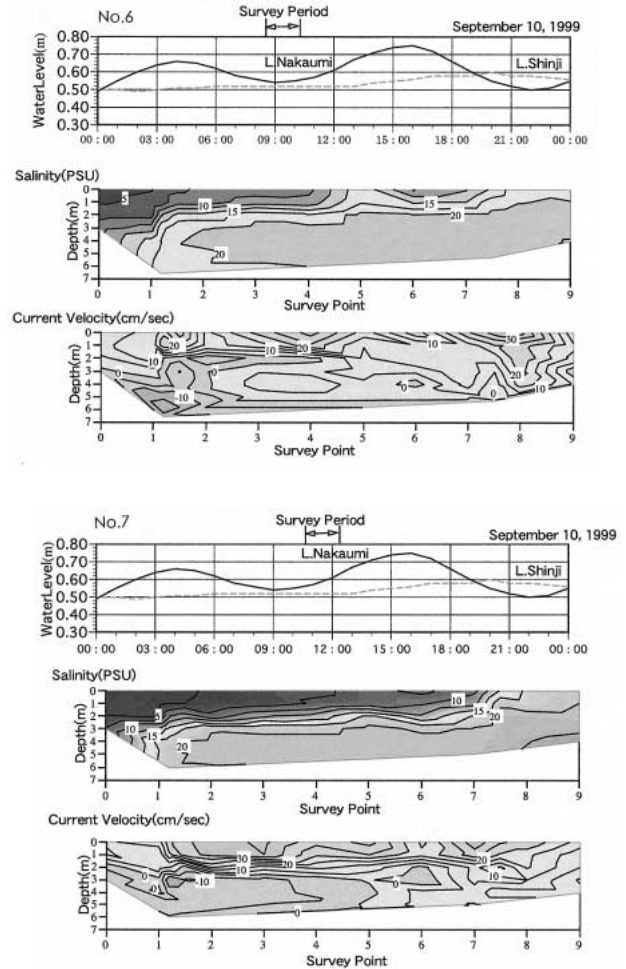 No.6
Survey Period
September 10, 1999
WaterLevel(m)
0.80
0.70
0.60
0.50
0.40
0.30
L.Nakaumi
L.Shinji
00 : 00 03 : 00 06 : 00 09 : 00 12 : 00 15 : 00 18 : 00 21 : 00 00 : 00
Salinity(PSU)
Depth(m)
0
1
2
3
4
5
6
7
5
10
15
20
15
20
20
0 1 2 3 4 5 6 7 8 9
Survey Point
Current Velocity(cm/sec)
Depth(m)
0
1
2
3
4
5
6
7
20
10
20
10
30
10
0
0
-10
0
20
0
10
0 1 2 3 4 5 6 7 8 9
Survey Point
No.7
Survey Period
September 10, 1999
WaterLevel(m)
0.80
0.70
0.60
0.50
0.40
0.30
L.Nakaumi
L.Shinji
00 : 00 03 : 00 06 : 00 09 : 00 12 : 00 15 : 00 18 : 00 21 : 00 00 : 00
Salinity(PSU)
Depth(m)
0
1
2
3
4
5
6
7
10
5
15
20
10
15
20
0 1 2 3 4 5 6 7 8 9
Survey Point
Current Velocity(cm/sec)
Depth(m)
0
1
2
3
4
5
6
7
30
20
10
20
0
-10
0
10
0
0
0 1 2 3 4 5 6 7 8 9
Survey Point